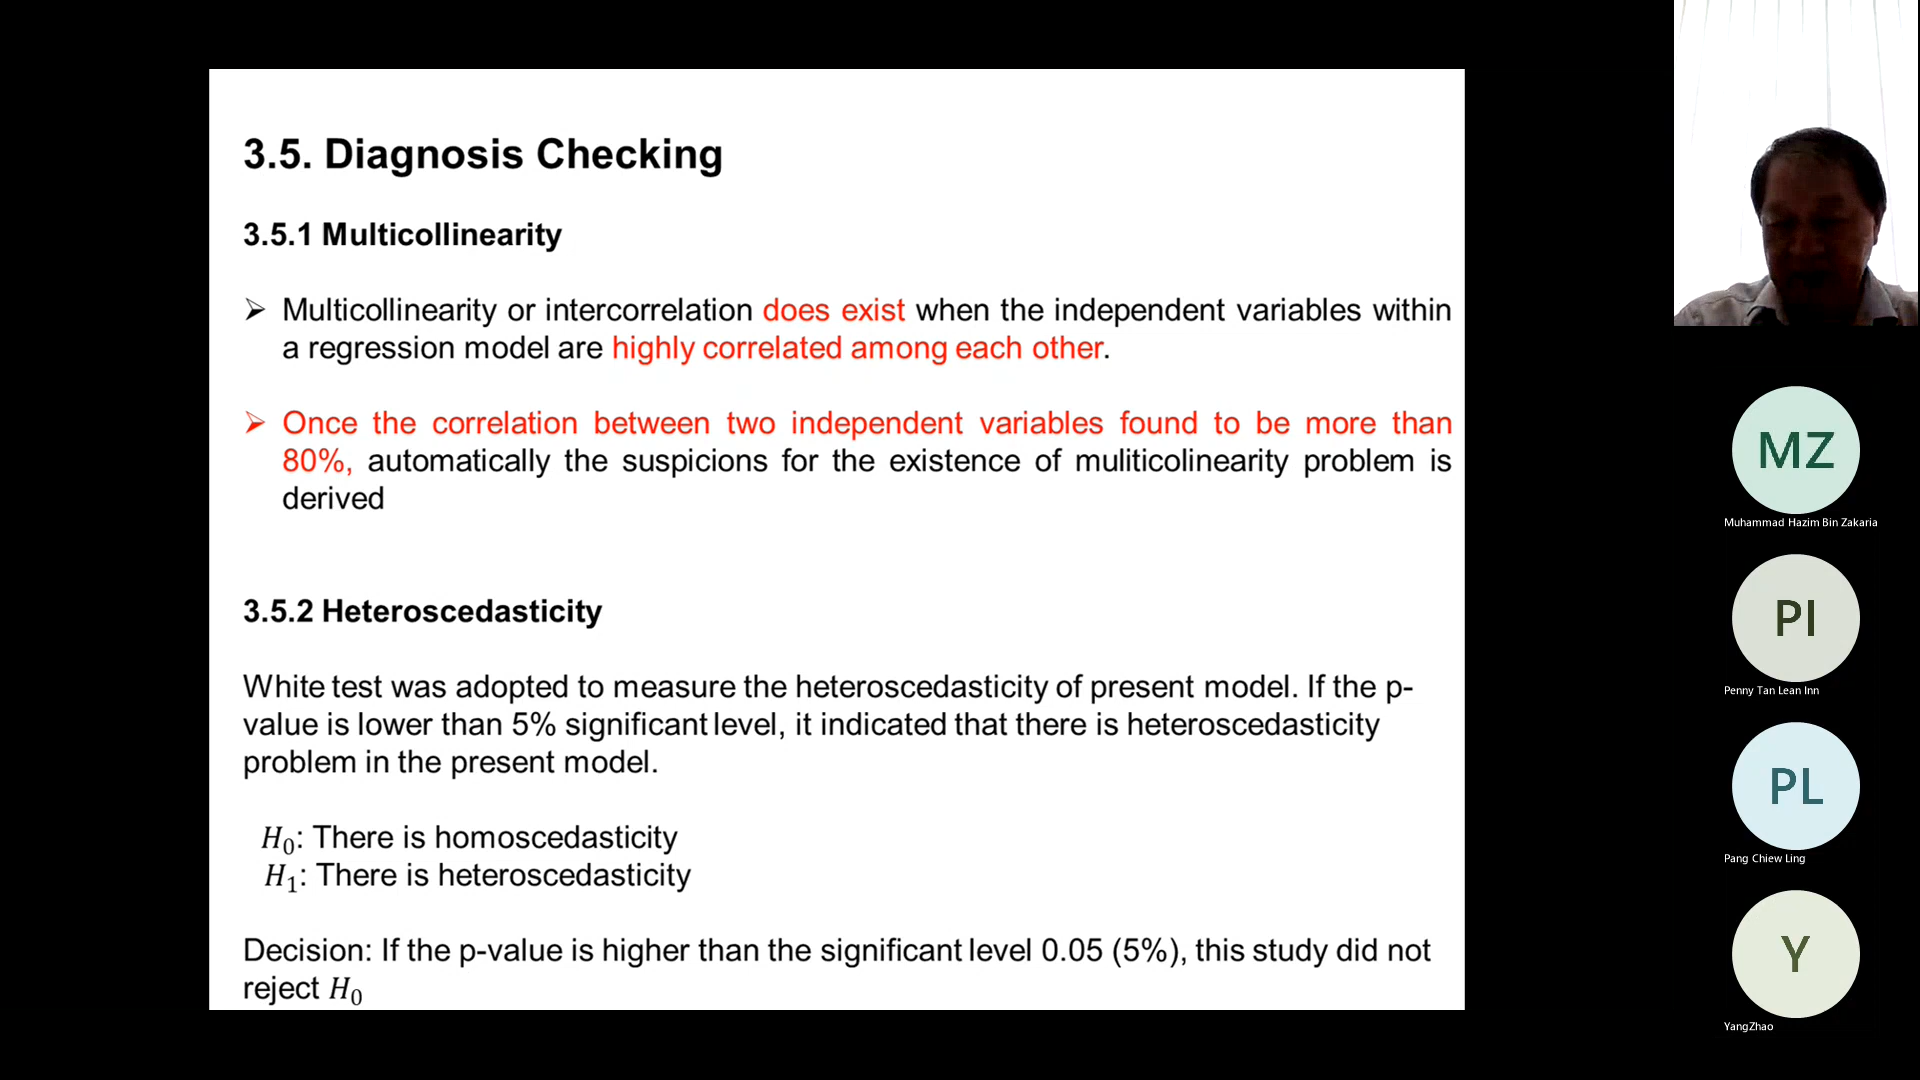 3.5. Diagnosis Checking
3.5.1 Multicollinearity
➢ Multicollinearity or intercorrelation does exist when the independent variables within
a regression model are highly correlated among each other.
➢ Once the correlation between two independent variables found to be more than
80%, automatically the suspicions for the existence of muliticolinearity problem is
derived
3.5.2 Heteroscedasticity
White test was adopted to measure the heteroscedasticity of present model. If the p-
value is lower than 5% significant level, it indicated that there is heteroscedasticity
problem in the present model.
H₀: There is homoscedasticity
H₁: There is heteroscedasticity
Decision: If the p-value is higher than the significant level 0.05 (5%), this study did not
reject H₀
MZ
Muhammad Hazim Bin Zakaria
PI
Penny Tan Lean Inn
PL
Pang Chiew Ling
Y
YangZhao